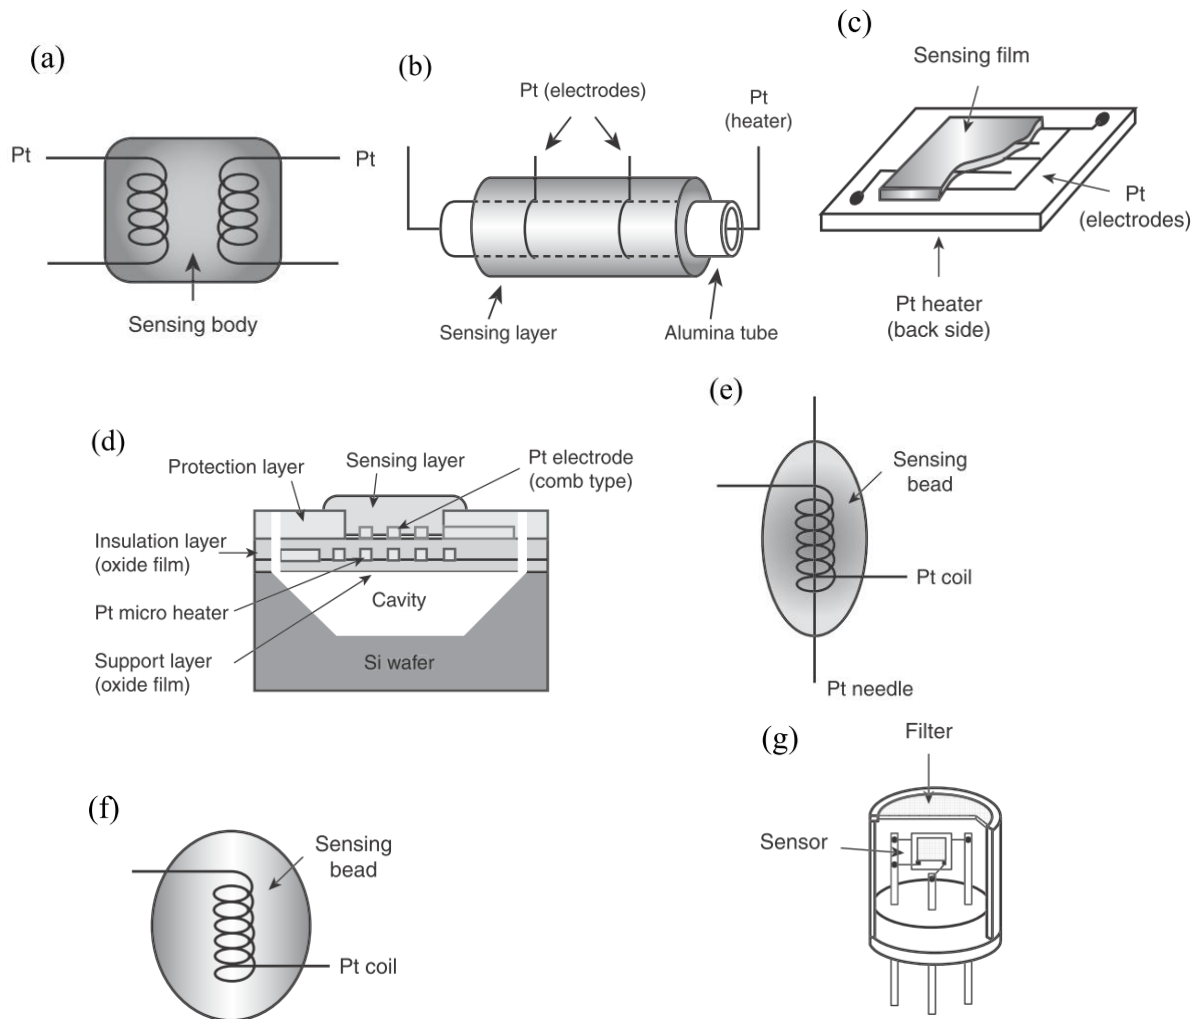 (a)
Pt
Pt
Sensing body
(b)
Pt (electrodes)
Pt
(heater)
Sensing layer
Alumina tube
(c)
Sensing film
Pt
(electrodes)
Pt heater
(back side)
(d)
Protection layer
Sensing layer
Pt electrode
(comb type)
Insulation layer
(oxide film)
Pt micro heater
Cavity
Support layer
(oxide film)
Si wafer
(e)
Sensing
bead
Pt coil
Pt needle
(f)
Sensing
bead
Pt coil
(g)
Filter
Sensor